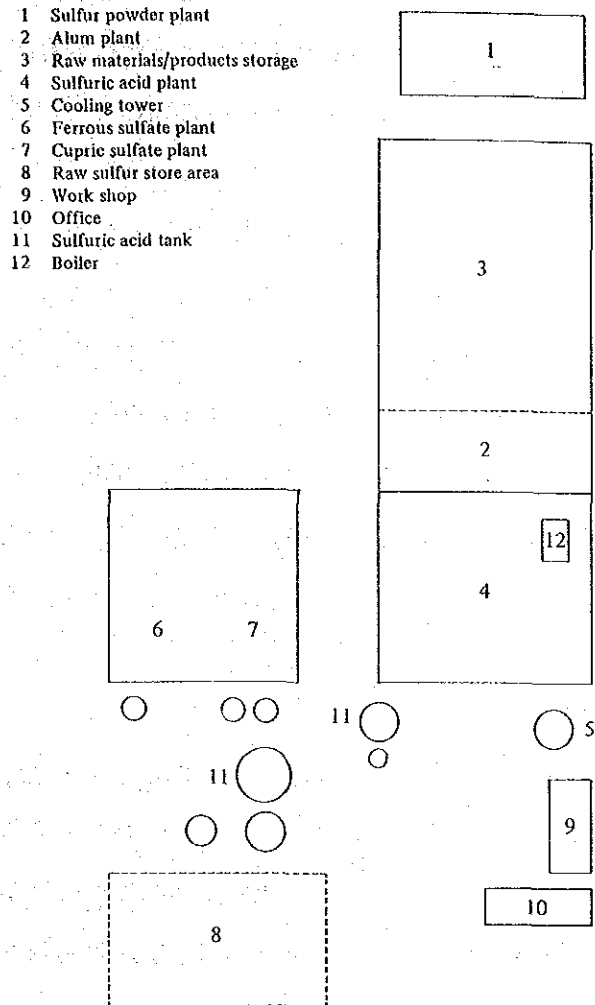 1 Sulfur powder plant
2 Alum plant
3 Raw materials/products storage
4 Sulfuric acid plant
5 Cooling tower
6 Ferrous sulfate plant
7 Cupric sulfate plant
8 Raw sulfur store area
9 Work shop
10 Office
11 Sulfuric acid tank
12 Boiler
1
3
2
12
4
6 7
11
5
11
9
10
8